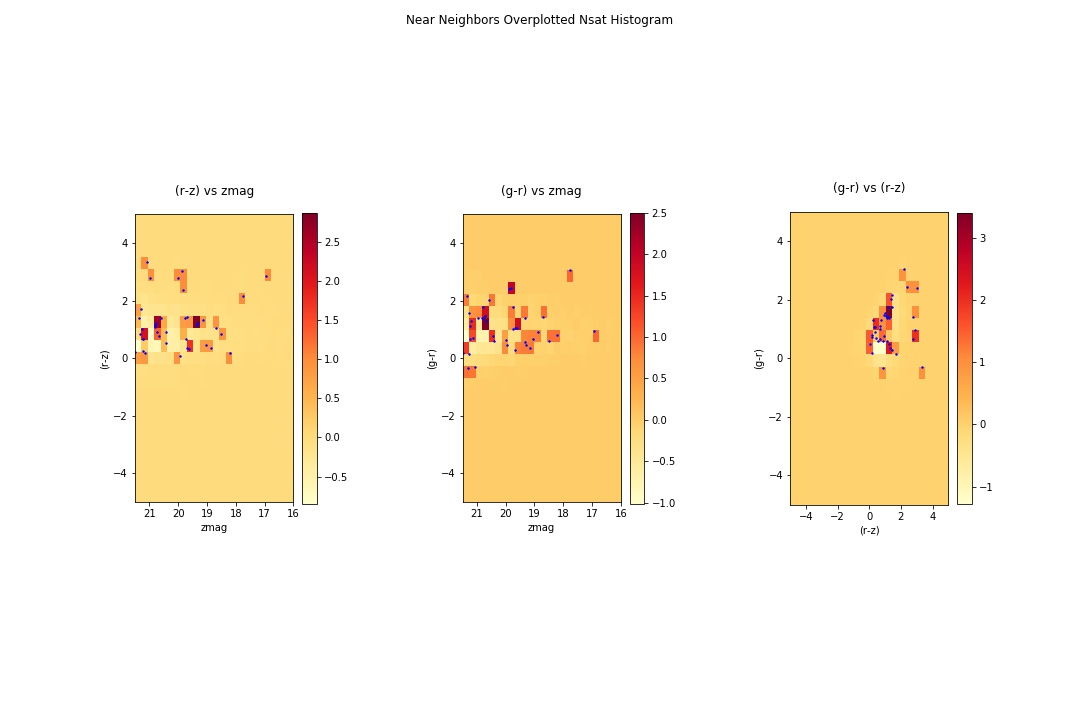 Near Neighbors Overplotted Nsat Histogram
(r-z) vs zmag
(g-r) vs zmag
(g-r) vs (r-z)
(r-z)
4
2
0
−2
−4
21 20 19 18 17 16
zmag
2.5
2.0
1.5
1.0
0.5
0.0
−0.5
(g-r)
4
2
0
−2
−4
21 20 19 18 17 16
zmag
2.5
2.0
1.5
1.0
0.5
0.0
−0.5
−1.0
(g-r)
4
2
0
−2
−4
−4 −2 0 2 4
(r-z)
3
2
1
0
−1